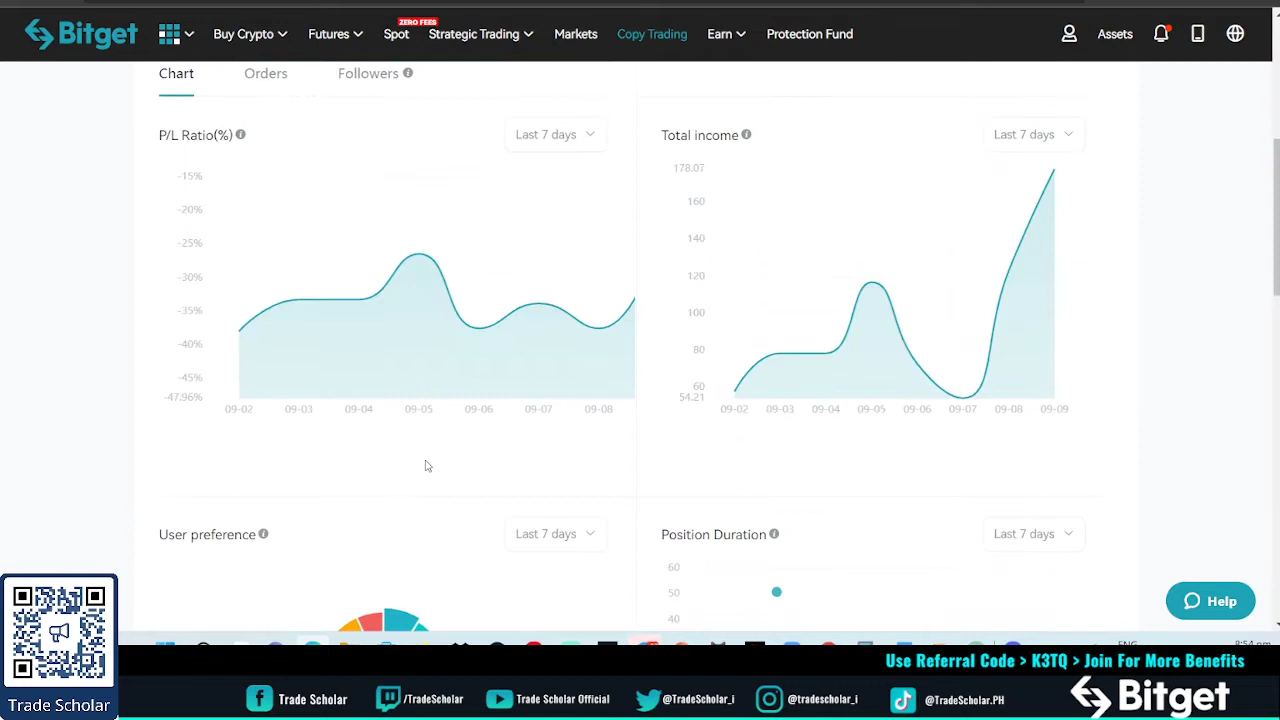 Bitget
Buy Crypto
Futures
ZERO FEES
Spot
Strategic Trading
Markets
Copy Trading
Earn
Protection Fund
Assets
Chart
Orders
Followers
P/L Ratio(%)
Last 7 days
-15%
-20%
-25%
-30%
-35%
-40%
-45%
-47.96%
09-02 09-03 09-04 09-05 09-06 09-07 09-08
Total income
Last 7 days
178.07
160
140
120
100
80
60
54.21
09-02 09-03 09-04 09-05 09-06 09-07 09-08 09-09
User preference
Last 7 days
Position Duration
Last 7 days
60
50
40
Help
ENG
8:54 pm
Use Referral Code > K3TQ > Join For More Benefits
Trade Scholar
Trade Scholar
/TradeScholar
Trade Scholar Official
@TradeScholar_i
@tradescholar_i
@TradeScholar.PH
Bitget